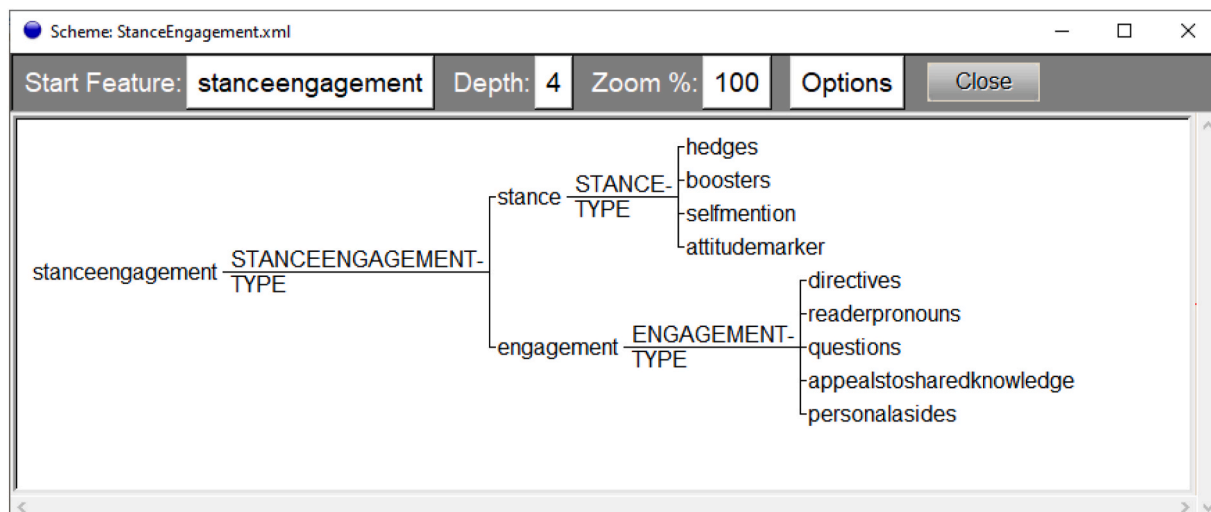 Scheme: StanceEngagement.xml
Start Feature: stanceengagement Depth: 4 Zoom %: 100 Options Close
hedges
stance STANCE-TYPE boosters
selfmention
attitudemarker
stanceengagement STANCEENGAGEMENT-TYPE
directives
readerpronouns
engagement ENGAGEMENT-TYPE questions
appealstosharedknowledge
personalasides